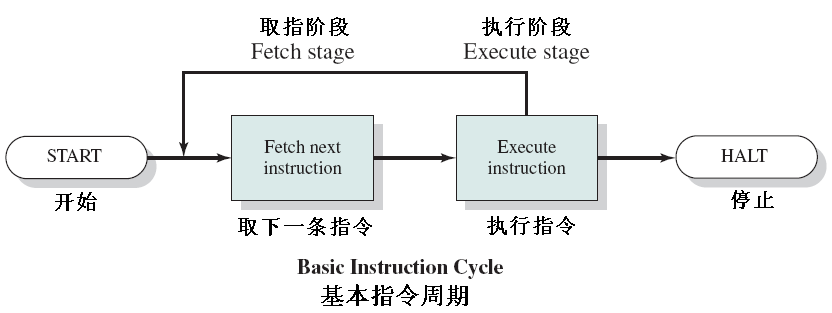 取指阶段
Fetch stage
执行阶段
Execute stage
START
开始
Fetch next
instruction
取下一条指令
Execute
instruction
执行指令
HALT
停止
Basic Instruction Cycle
基本指令周期